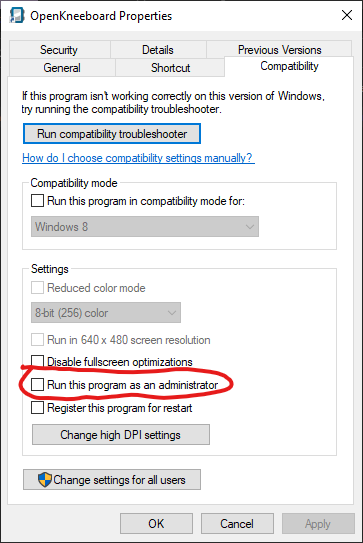 OpenKneeboard Properties
Security Details Previous Versions
General Shortcut Compatibility
If this program isn't working correctly on this version of Windows,
try running the compatibility troubleshooter.
Run compatibility troubleshooter
How do I choose compatibility settings manually?
Compatibility mode
Run this program in compatibility mode for:
Windows 8
Settings
Reduced color mode
8-bit (256) color
Run in 640 x 480 screen resolution
Disable fullscreen optimizations
Run this program as an administrator
Register this program for restart
Change high DPI settings
Change settings for all users
OK Cancel Apply